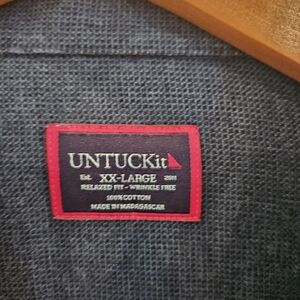 UNTUCKit
Est. XX-LARGE 2011
RELAXED FIT - WRINKLE FREE
100% COTTON
MADE IN MADAGASCAR